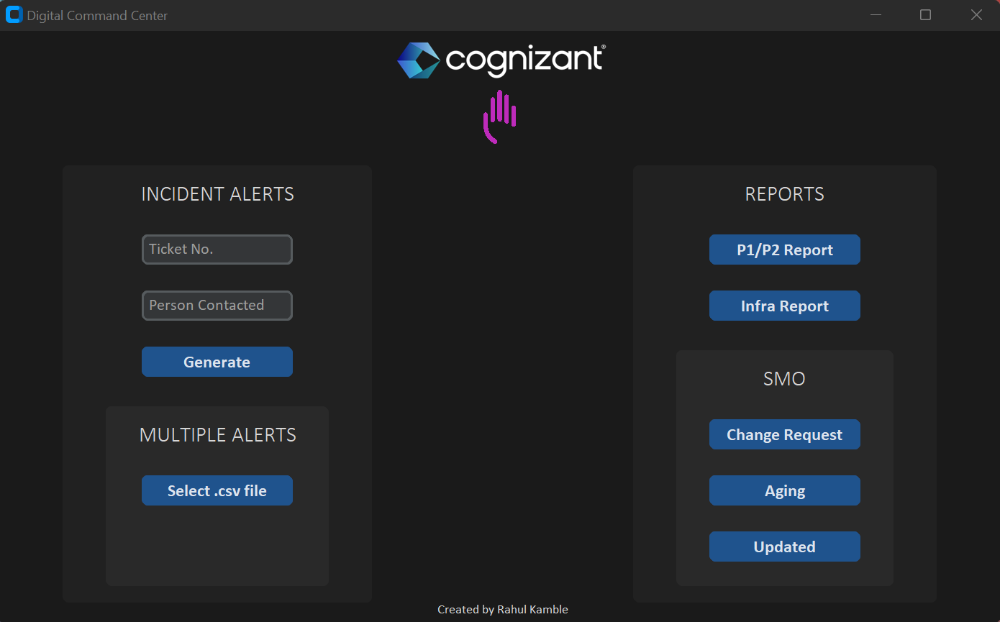 Digital Command Center
cognizant®
INCIDENT ALERTS
Ticket No.
Person Contacted
Generate
MULTIPLE ALERTS
Select .csv file
REPORTS
P1/P2 Report
Infra Report
SMO
Change Request
Aging
Updated
Created by Rahul Kamble